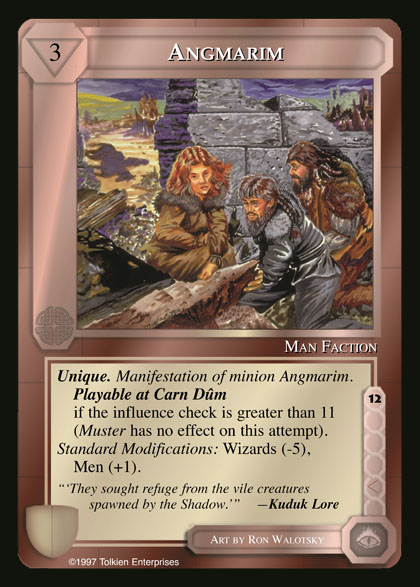 3
ANGMARIM
MAN FACTION
Unique. Manifestation of minion Angmarim.
Playable at Carn Dûm
if the influence check is greater than 11
(Muster has no effect on this attempt).
Standard Modifications: Wizards (-5),
Men (+1).
12
“‘They sought refuge from the vile creatures
spawned by the Shadow.’” —Kuduk Lore
ART BY RON WALOTSKY
©1997 Tolkien Enterprises